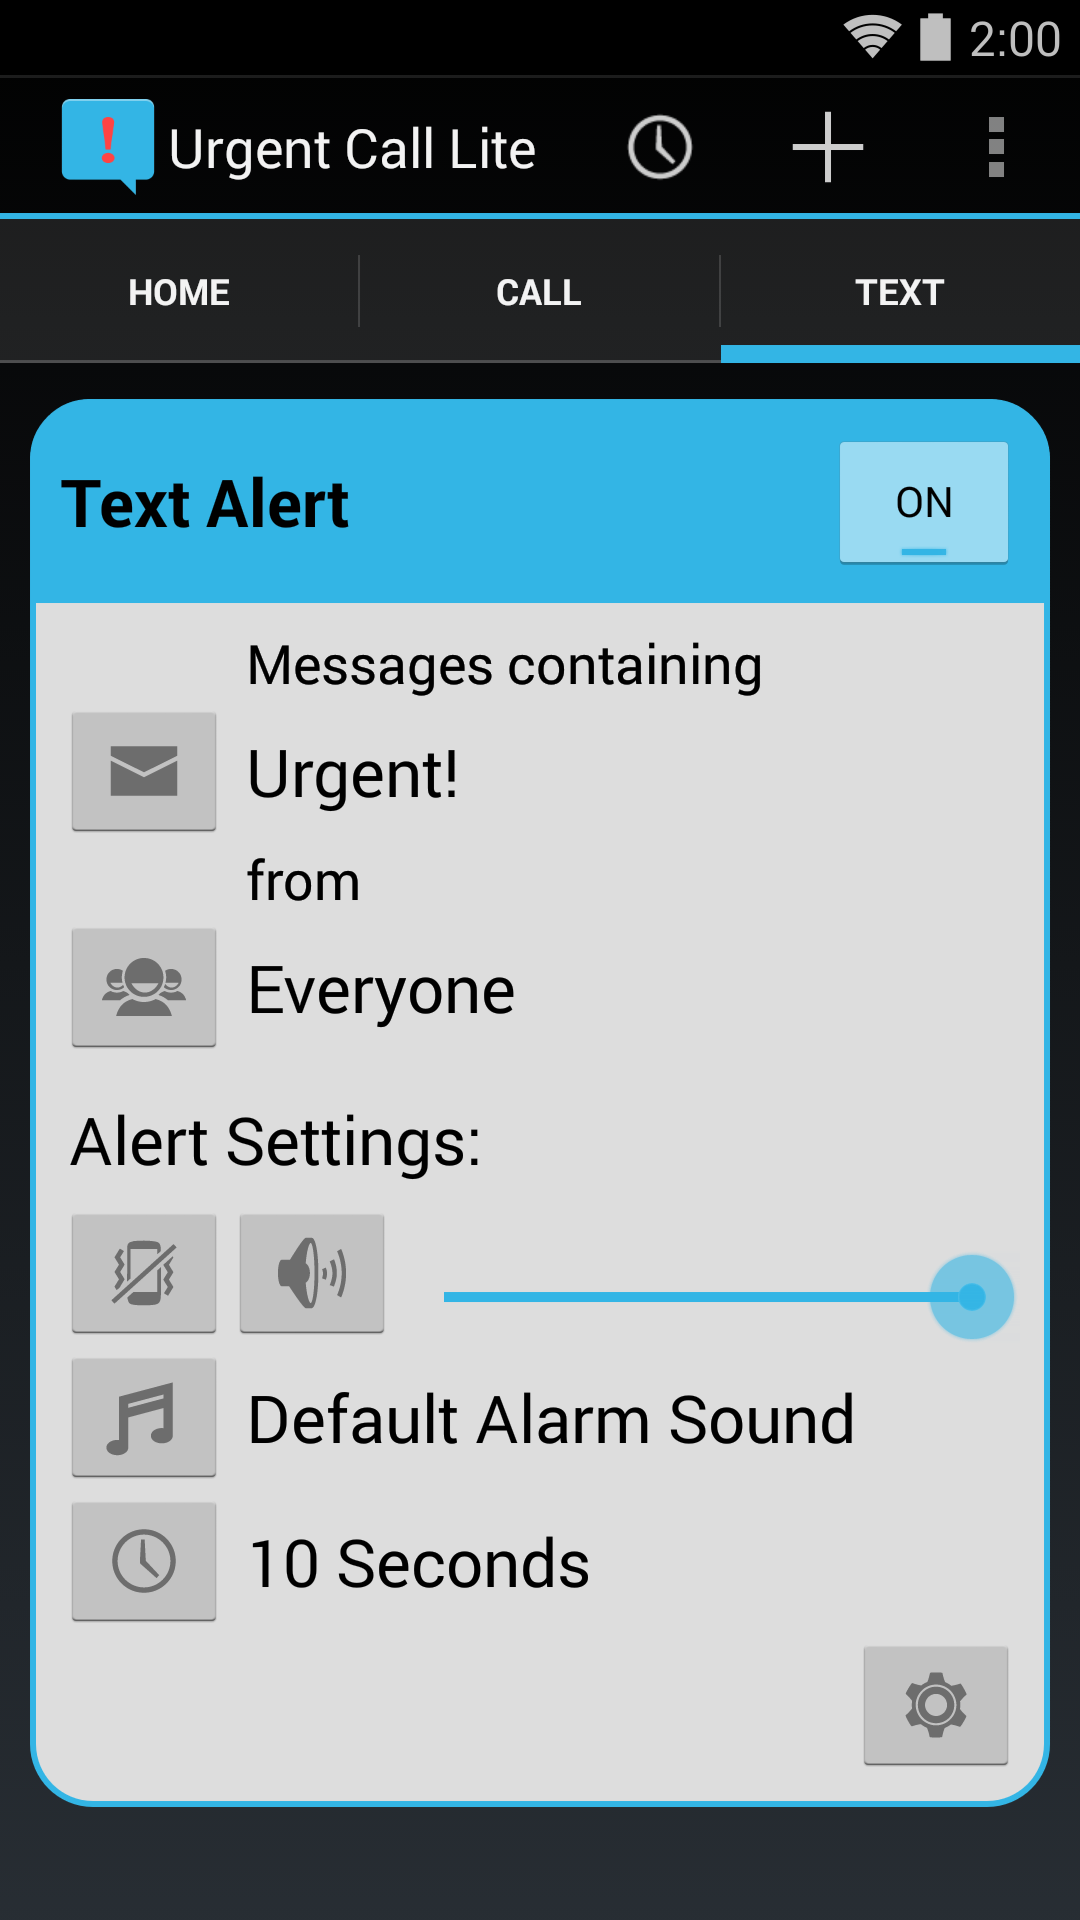 2:00
Urgent Call Lite
HOME
CALL
TEXT
Text Alert
ON
Messages containing
Urgent!
from
Everyone
Alert Settings:
Default Alarm Sound
10 Seconds